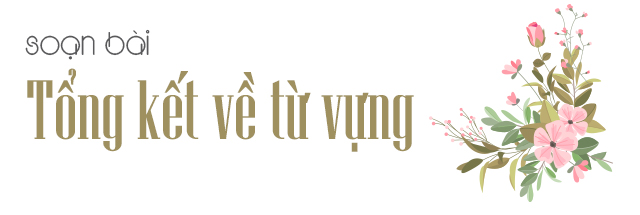 soạn bài
Tổng kết về từ vựng